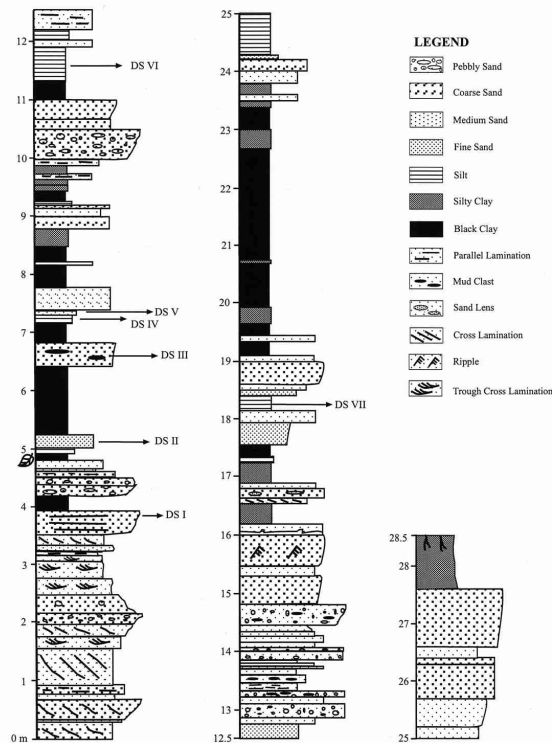 12
11
10
9
8
7
6
5
4
3
2
1
0 m
DS VI
DS V
DS IV
DS III
DS II
DS I
25
24
23
22
21
20
19
18
17
16
15
14
13
12.5
DS VII
28.5
28
27
26
25
LEGEND
Pebbly Sand
Coarse Sand
Medium Sand
Fine Sand
Silt
Silty Clay
Black Clay
Parallel Lamination
Mud Clast
Sand Lens
Cross Lamination
Ripple
Trough Cross Lamination